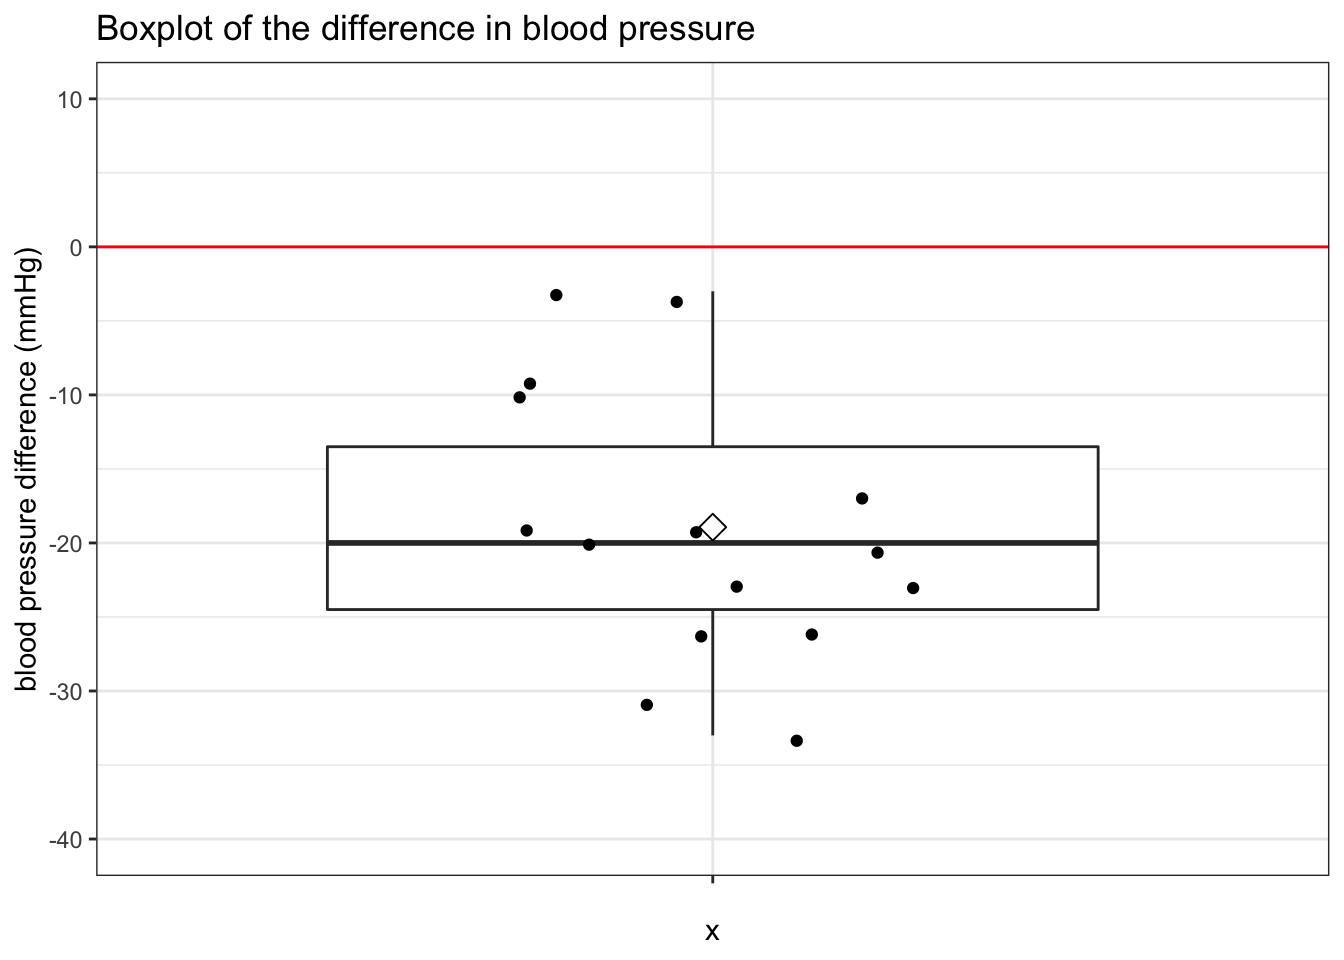 Boxplot of the difference in blood pressure
blood pressure difference (mmHg)
10
0
-10
-20
-30
-40
x